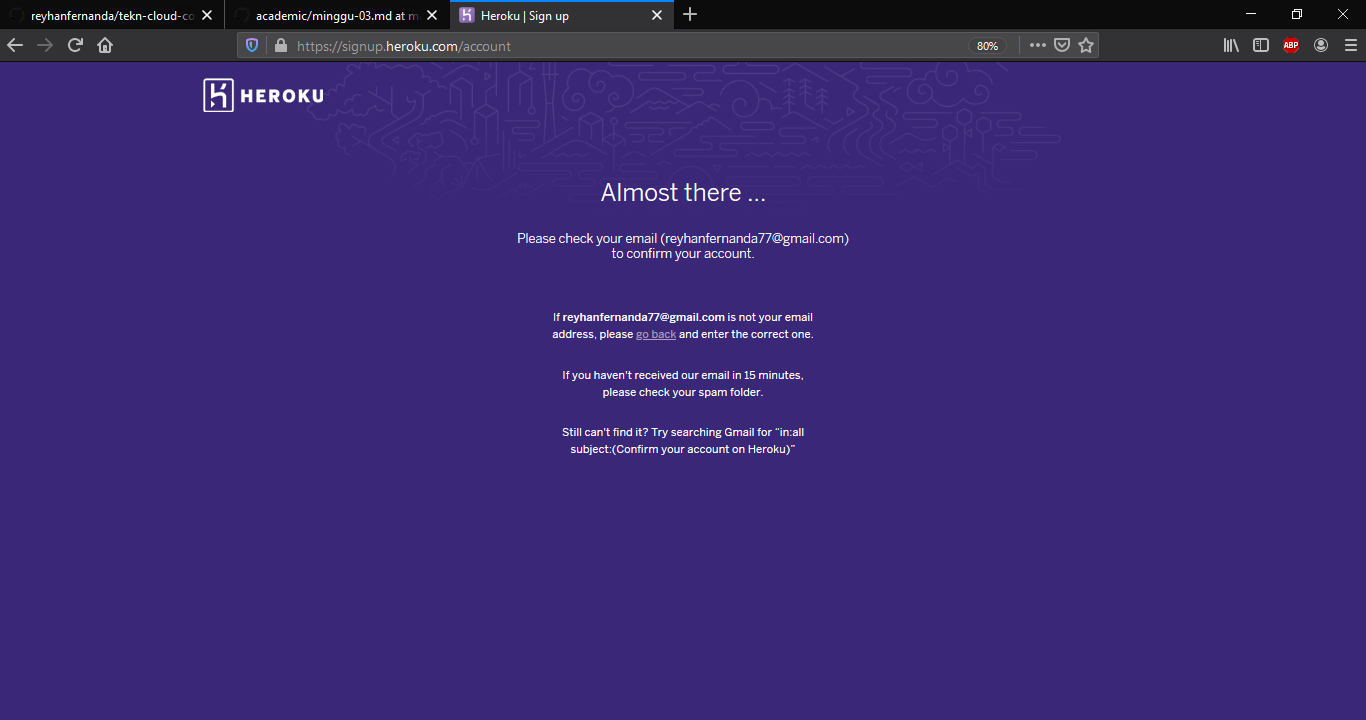 reyhanfernanda/tekn-cloud-co
academic/minggu-03.md at m
Heroku | Sign up
https://signup.heroku.com/account
80%
ABP
HEROKU
Almost there ...
Please check your email (reyhanfernanda77@gmail.com)
to confirm your account.
If reyhanfernanda77@gmail.com is not your email
address, please go back and enter the correct one.
If you haven't received our email in 15 minutes,
please check your spam folder.
Still can't find it? Try searching Gmail for “in:all
subject:(Confirm your account on Heroku)”